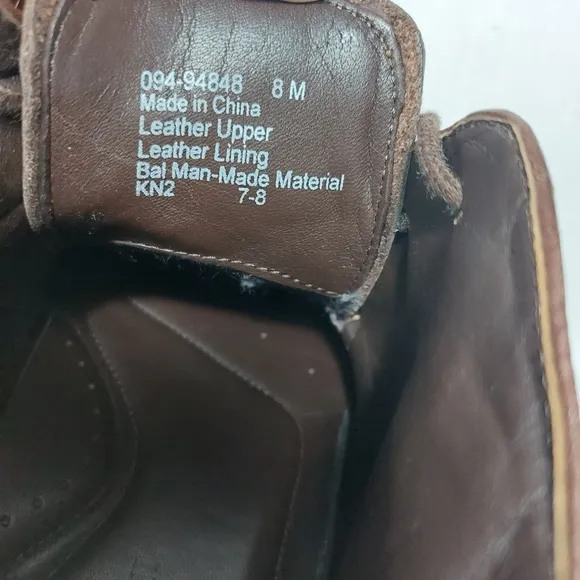 094-94848 8 M
Made in China
Leather Upper
Leather Lining
Bal Man-Made Material
KN2 7-8